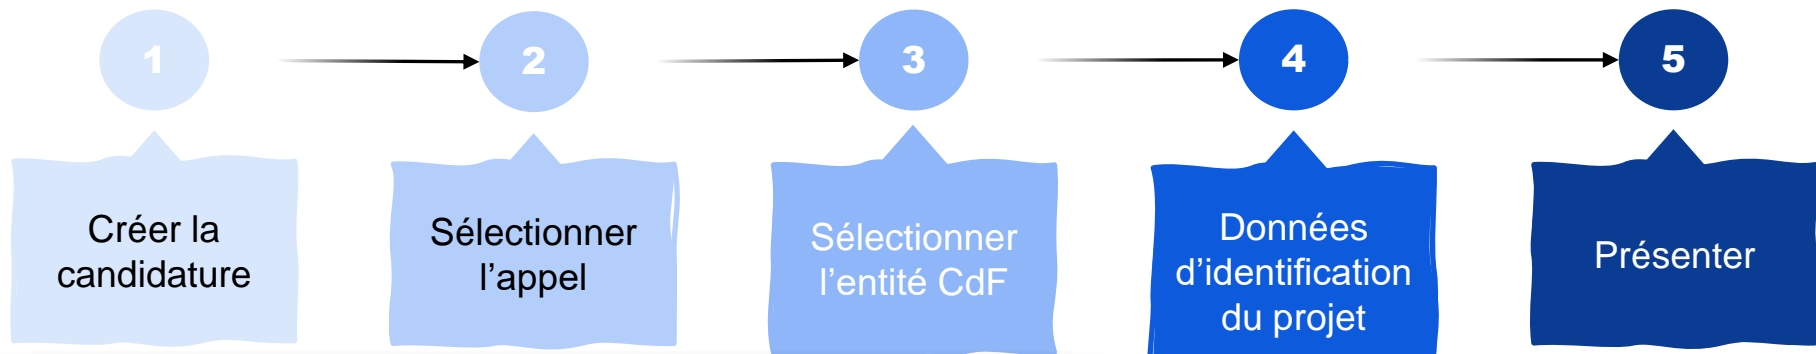 1
2
3
4
5
Créer la
candidature
Sélectionner
l’appel
Sélectionner
l’entité CdF
Données
d’identification
du projet
Présenter